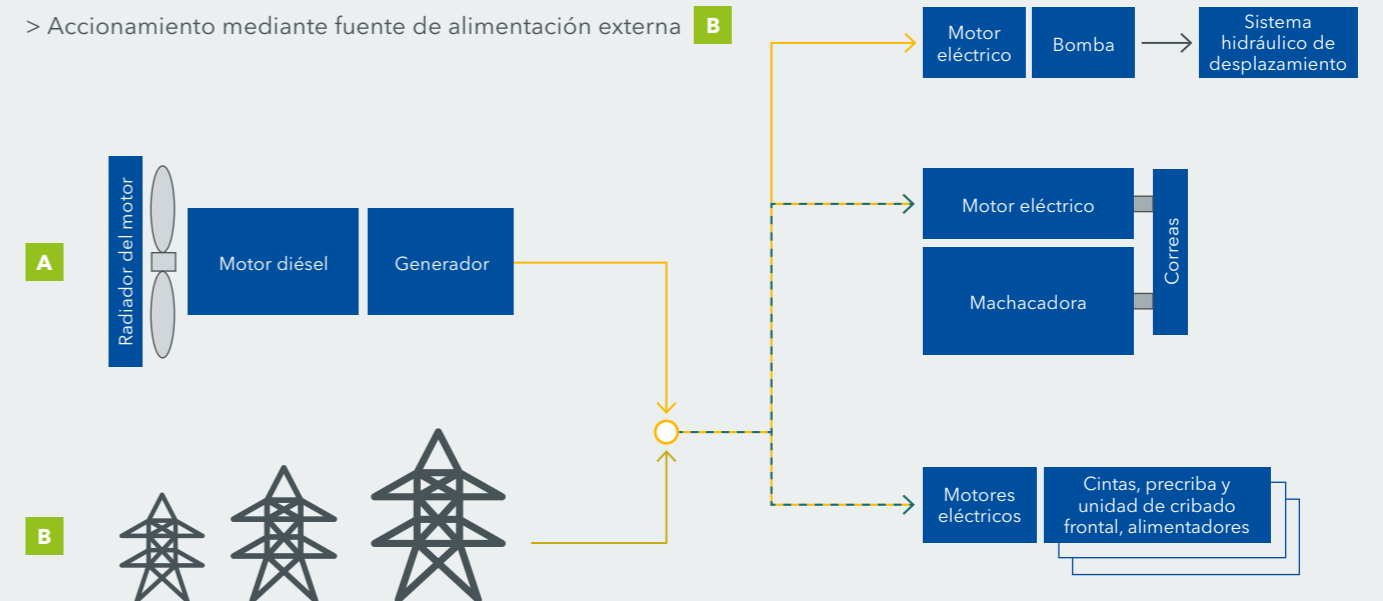 > Accionamiento mediante fuente de alimentación externa B
Motor
eléctrico
Bomba
Sistema
hidráulico de
desplazamiento
A
Radiador del motor
Motor diésel
Generador
Motor eléctrico
Machacadora
Correas
B
Motores
eléctricos
Cintas, precriba y
unidad de cribado
frontal, alimentadores